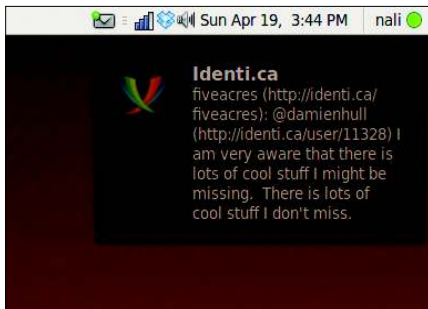 Sun Apr 19, 3:44 PM nali
Identi.ca
fiveacres (http://identi.ca/
fiveacres): @damienhull
(http://identi.ca/user/11328) I
am very aware that there is
lots of cool stuff I might be
missing.  There is lots of
cool stuff I don't miss.